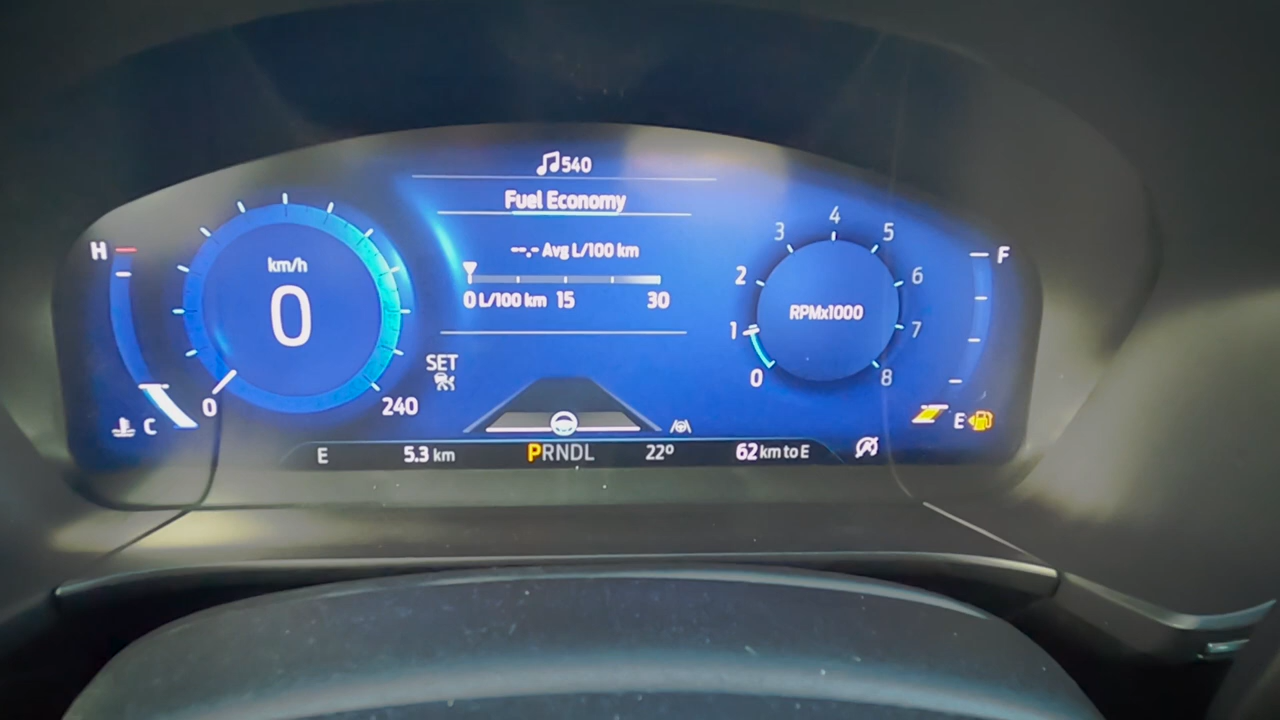 540
Fuel Economy
--.- Avg L/100 km
0 L/100 km 15 30
H
C
km/h
0
0
240
SET
0
1
2
3
4
5
6
7
8
RPMx1000
F
E
E
5.3 km
PRNDL
22º
62 km to E